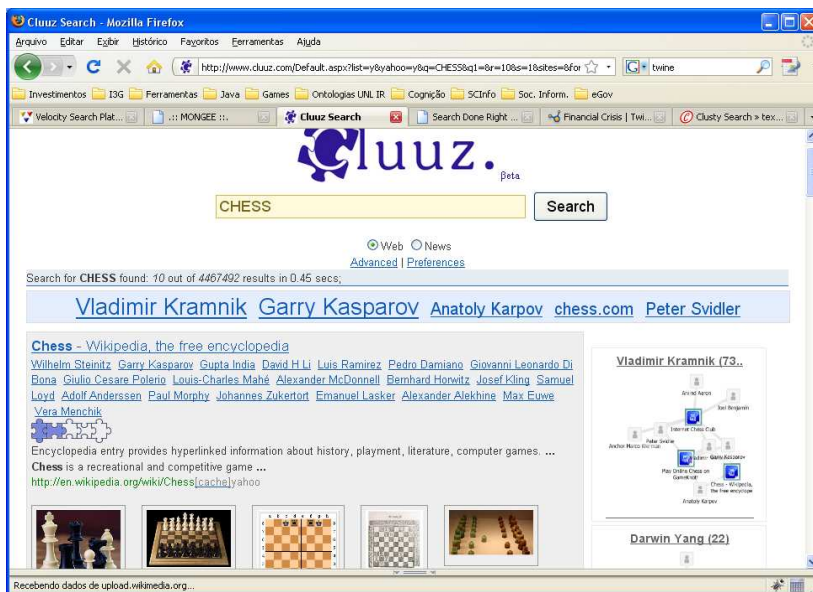 Cluuz Search - Mozilla Firefox
Arquivo Editar Exibir Histórico Favoritos Ferramentas Ajuda
http://www.cluuz.com/Default.aspx?list=y&yahoo=y&q=CHESS&q1=&r=10&s=1&sites=&for
twine
Investimentos I3G Ferramentas Java Games Ontologias UNL IR Cognição SCInfo Soc. Inform. eGov
Velocity Search Plat... .:: MONGEE ::. Cluuz Search Search Done Right ... Financial Crisis | Twi... Clusty Search » tex...
Cluuz.
βeta
CHESS Search
Web News
Advanced | Preferences
Search for CHESS found: 10 out of 4467492 results in 0.45 secs;
Vladimir Kramnik Garry Kasparov Anatoly Karpov chess.com Peter Svidler
Chess - Wikipedia, the free encyclopedia
Wilhelm Steinitz Garry Kasparov Gupta India David H Li Luis Ramirez Pedro Damiano Giovanni Leonardo Di
Bona Giulio Cesare Polerio Louis-Charles Mahé Alexander McDonnell Bernhard Horwitz Josef Kling Samuel
Loyd Adolf Anderssen Paul Morphy Johannes Zukertort Emanuel Lasker Alexander Alekhine Max Euwe
Vera Menchik
Encyclopedia entry provides hyperlinked information about history, playment, literature, computer games. ...
Chess is a recreational and competitive game ...
http://en.wikipedia.org/wiki/Chess[cache]yahoo
Vladimir Kramnik (73..
Arvind Aaron
Joel Benjamin
Internet Chess Club
Peter Svidler
Garry Kasparov
Play Online Chess on
Chess - Wikipedia,
the free encyclope
Anatoly Karpov
Darwin Yang (22)
Recebendo dados de upload.wikimedia.org...